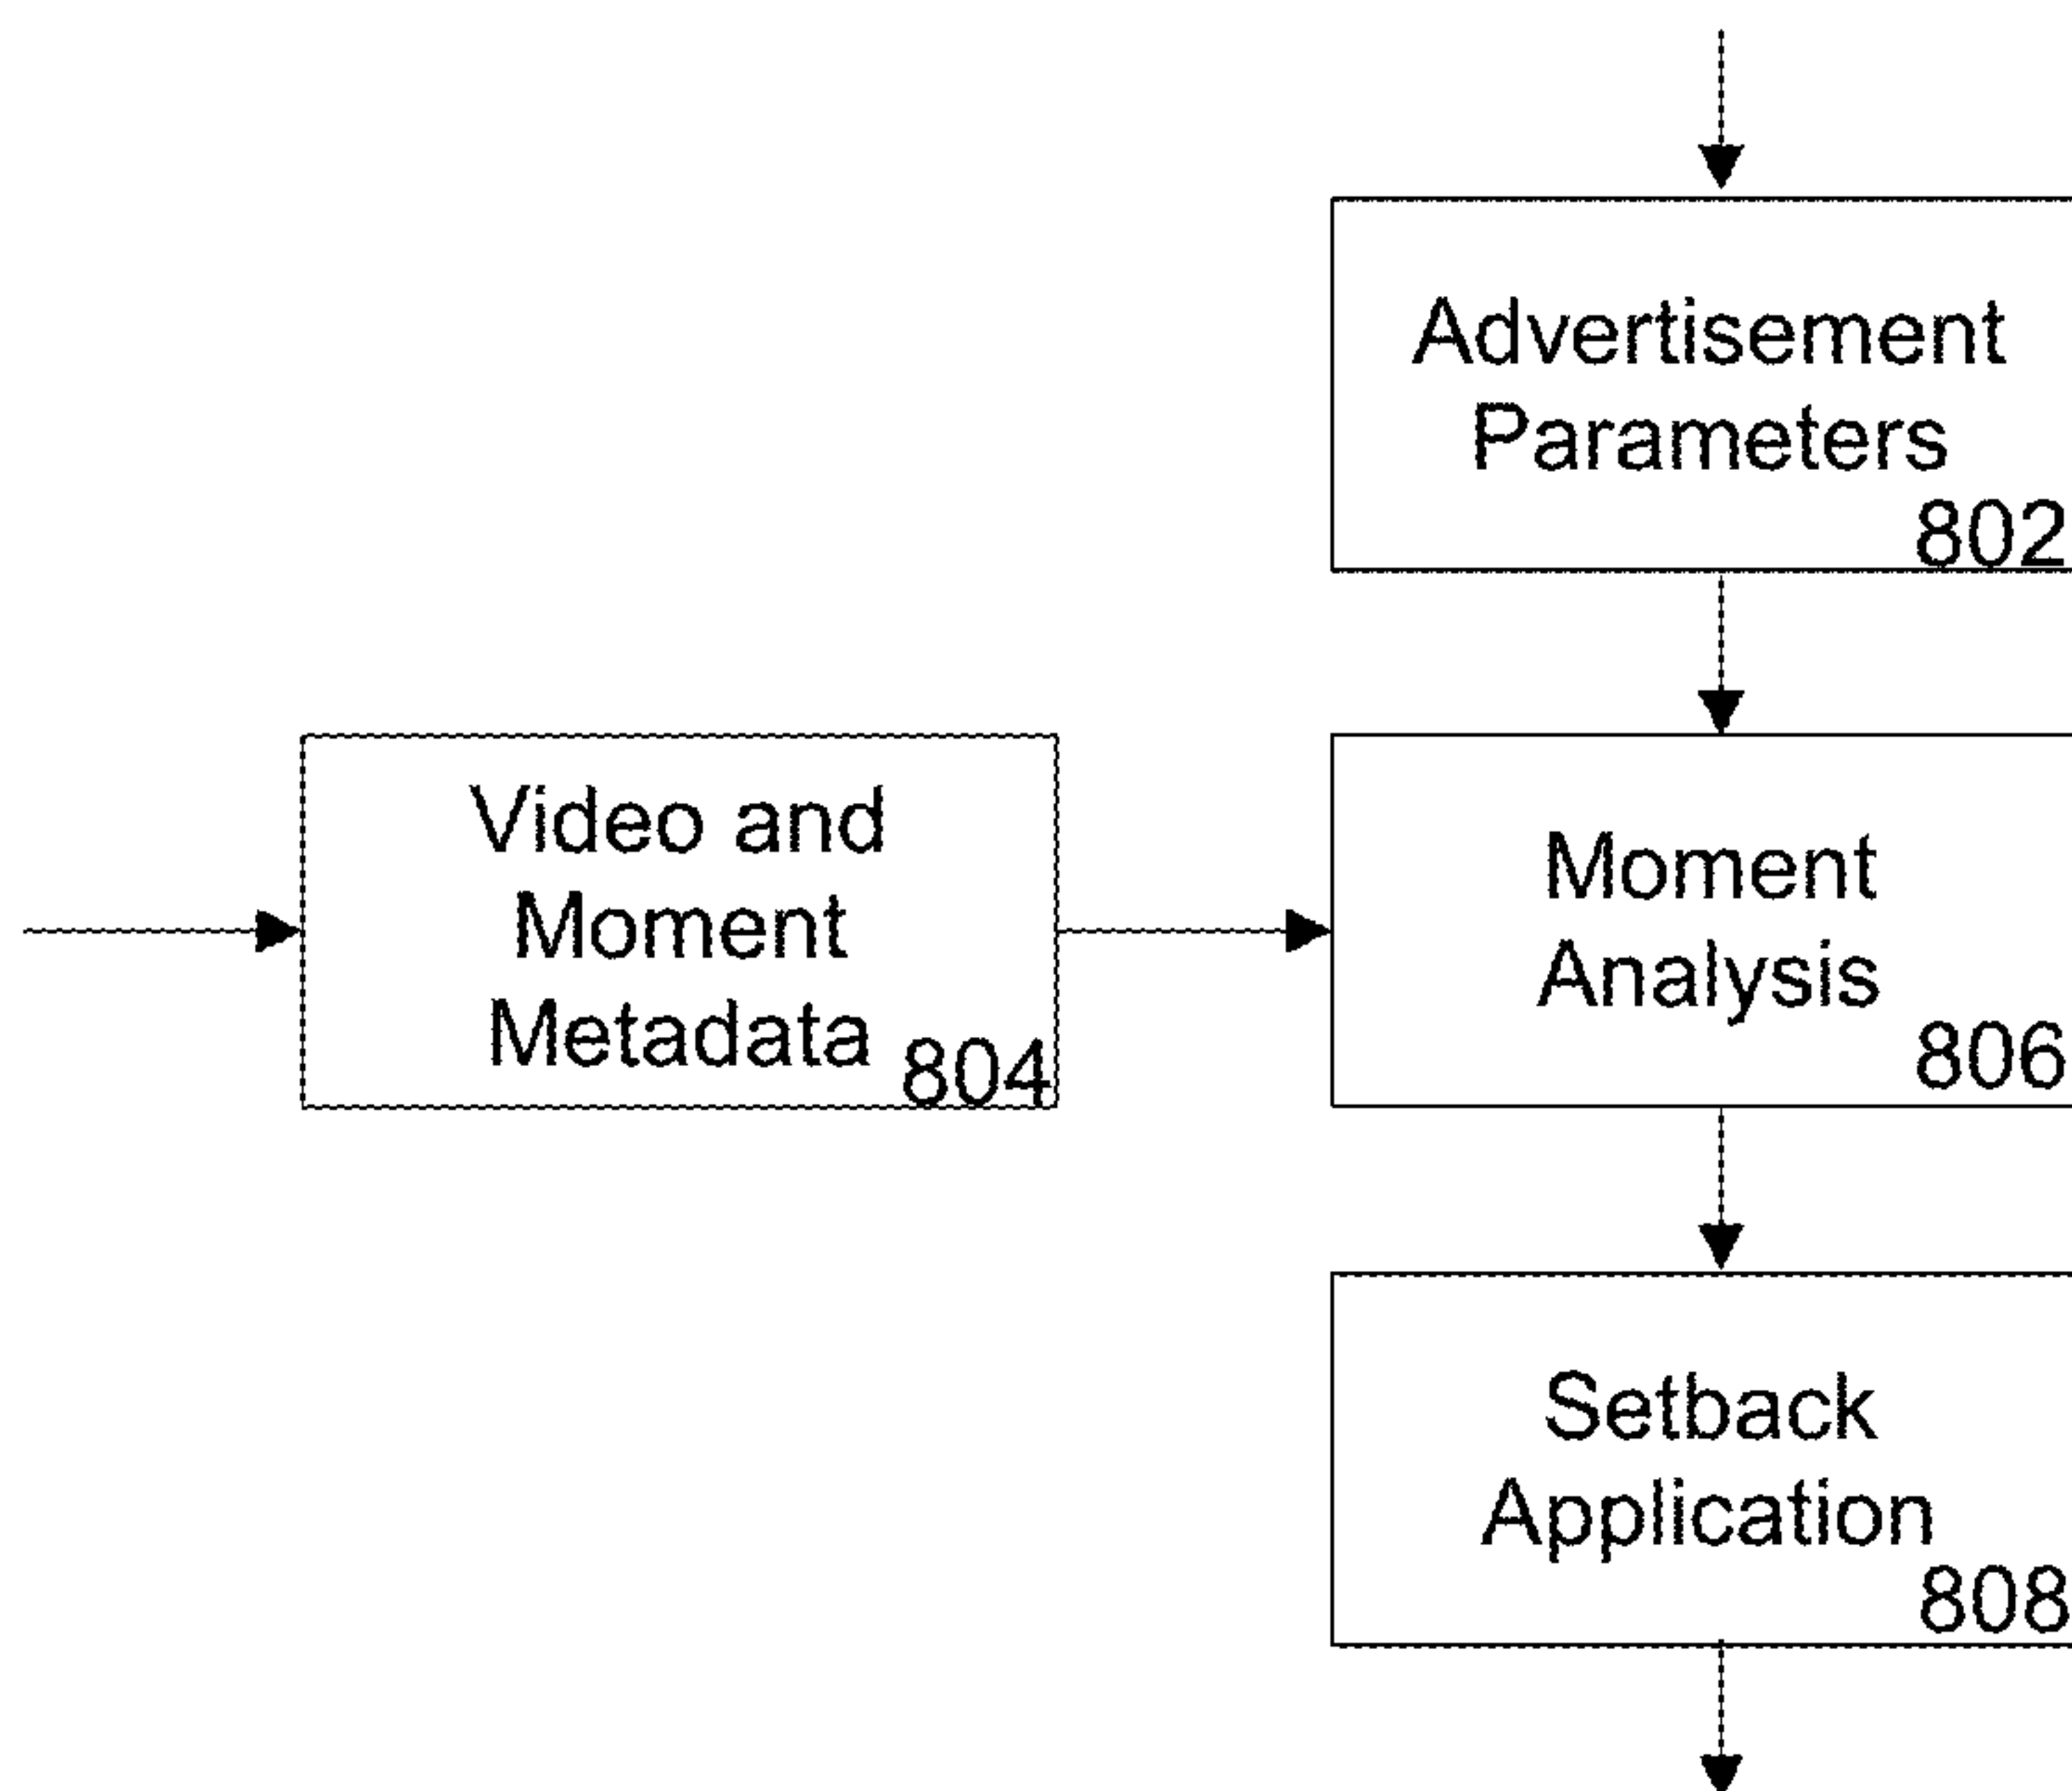 Advertisement
Parameters
802
Video and
Moment
Metadata
804
Moment
Analysis
806
Setback
Application
808